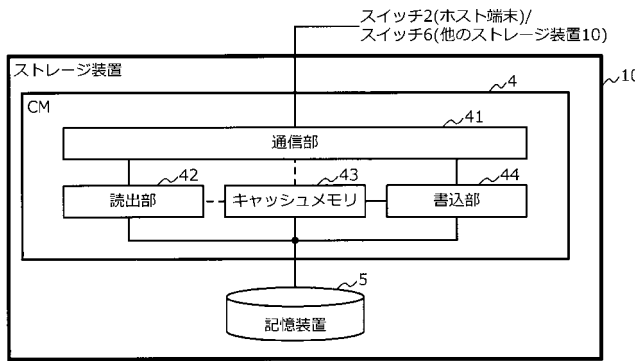 スイッチ2(ホスト端末)/
スイッチ6(他のストレージ装置10)
ストレージ装置
10
CM
4
41
通信部
42
43
44
読出部
キャッシュメモリ
書込部
5
記憶装置